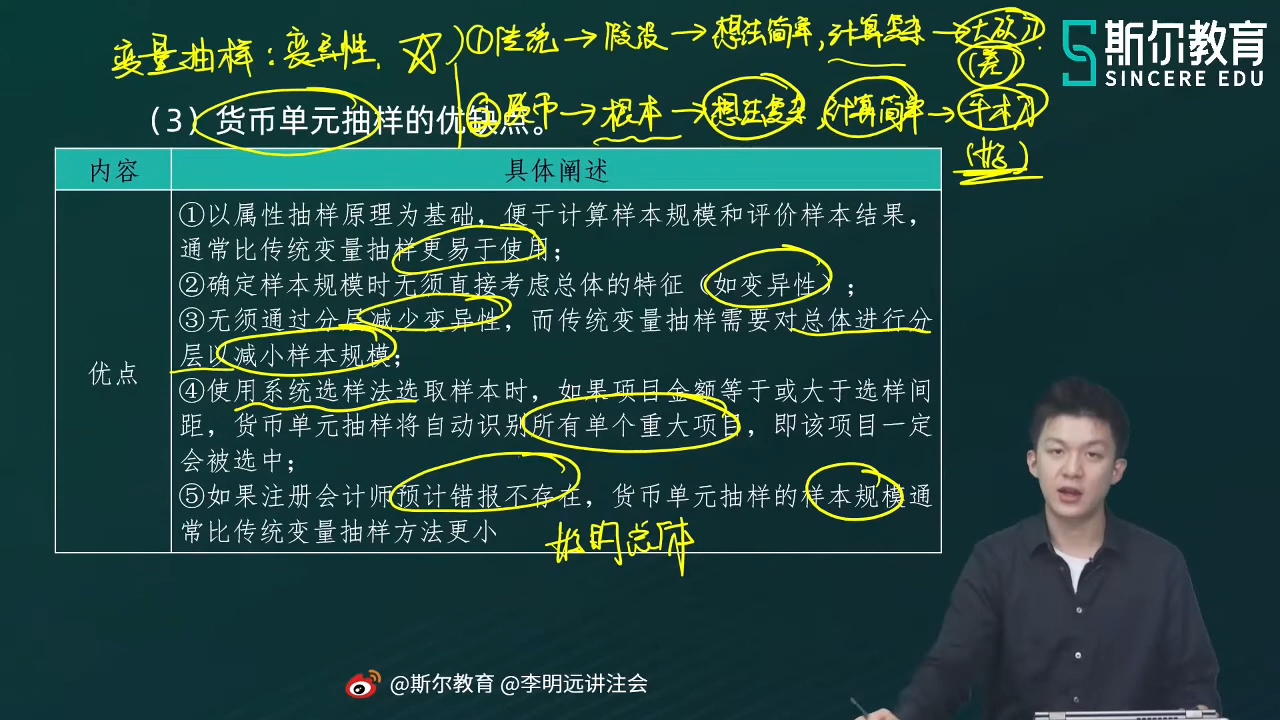 变量抽样：变异性.
①传统→假设→想法简单,计算复杂→大砍刀.
(差)
②货币→根本→想法复杂,计算简单→手术刀
(好)
斯尔教育
SINCERE EDU
（3）货币单元抽样的优缺点。
内容
具体阐述
优点
①以属性抽样原理为基础，便于计算样本规模和评价样本结果，
通常比传统变量抽样更易于使用；
②确定样本规模时无须直接考虑总体的特征（如变异性）；
③无须通过分层减少变异性，而传统变量抽样需要对总体进行分
层以减小样本规模；
④使用系统选样法选取样本时，如果项目金额等于或大于选样间
距，货币单元抽样将自动识别所有单个重大项目，即该项目一定
会被选中；
⑤如果注册会计师预计错报不存在，货币单元抽样的样本规模通
常比传统变量抽样方法更小
总体
@斯尔教育 @李明远讲注会